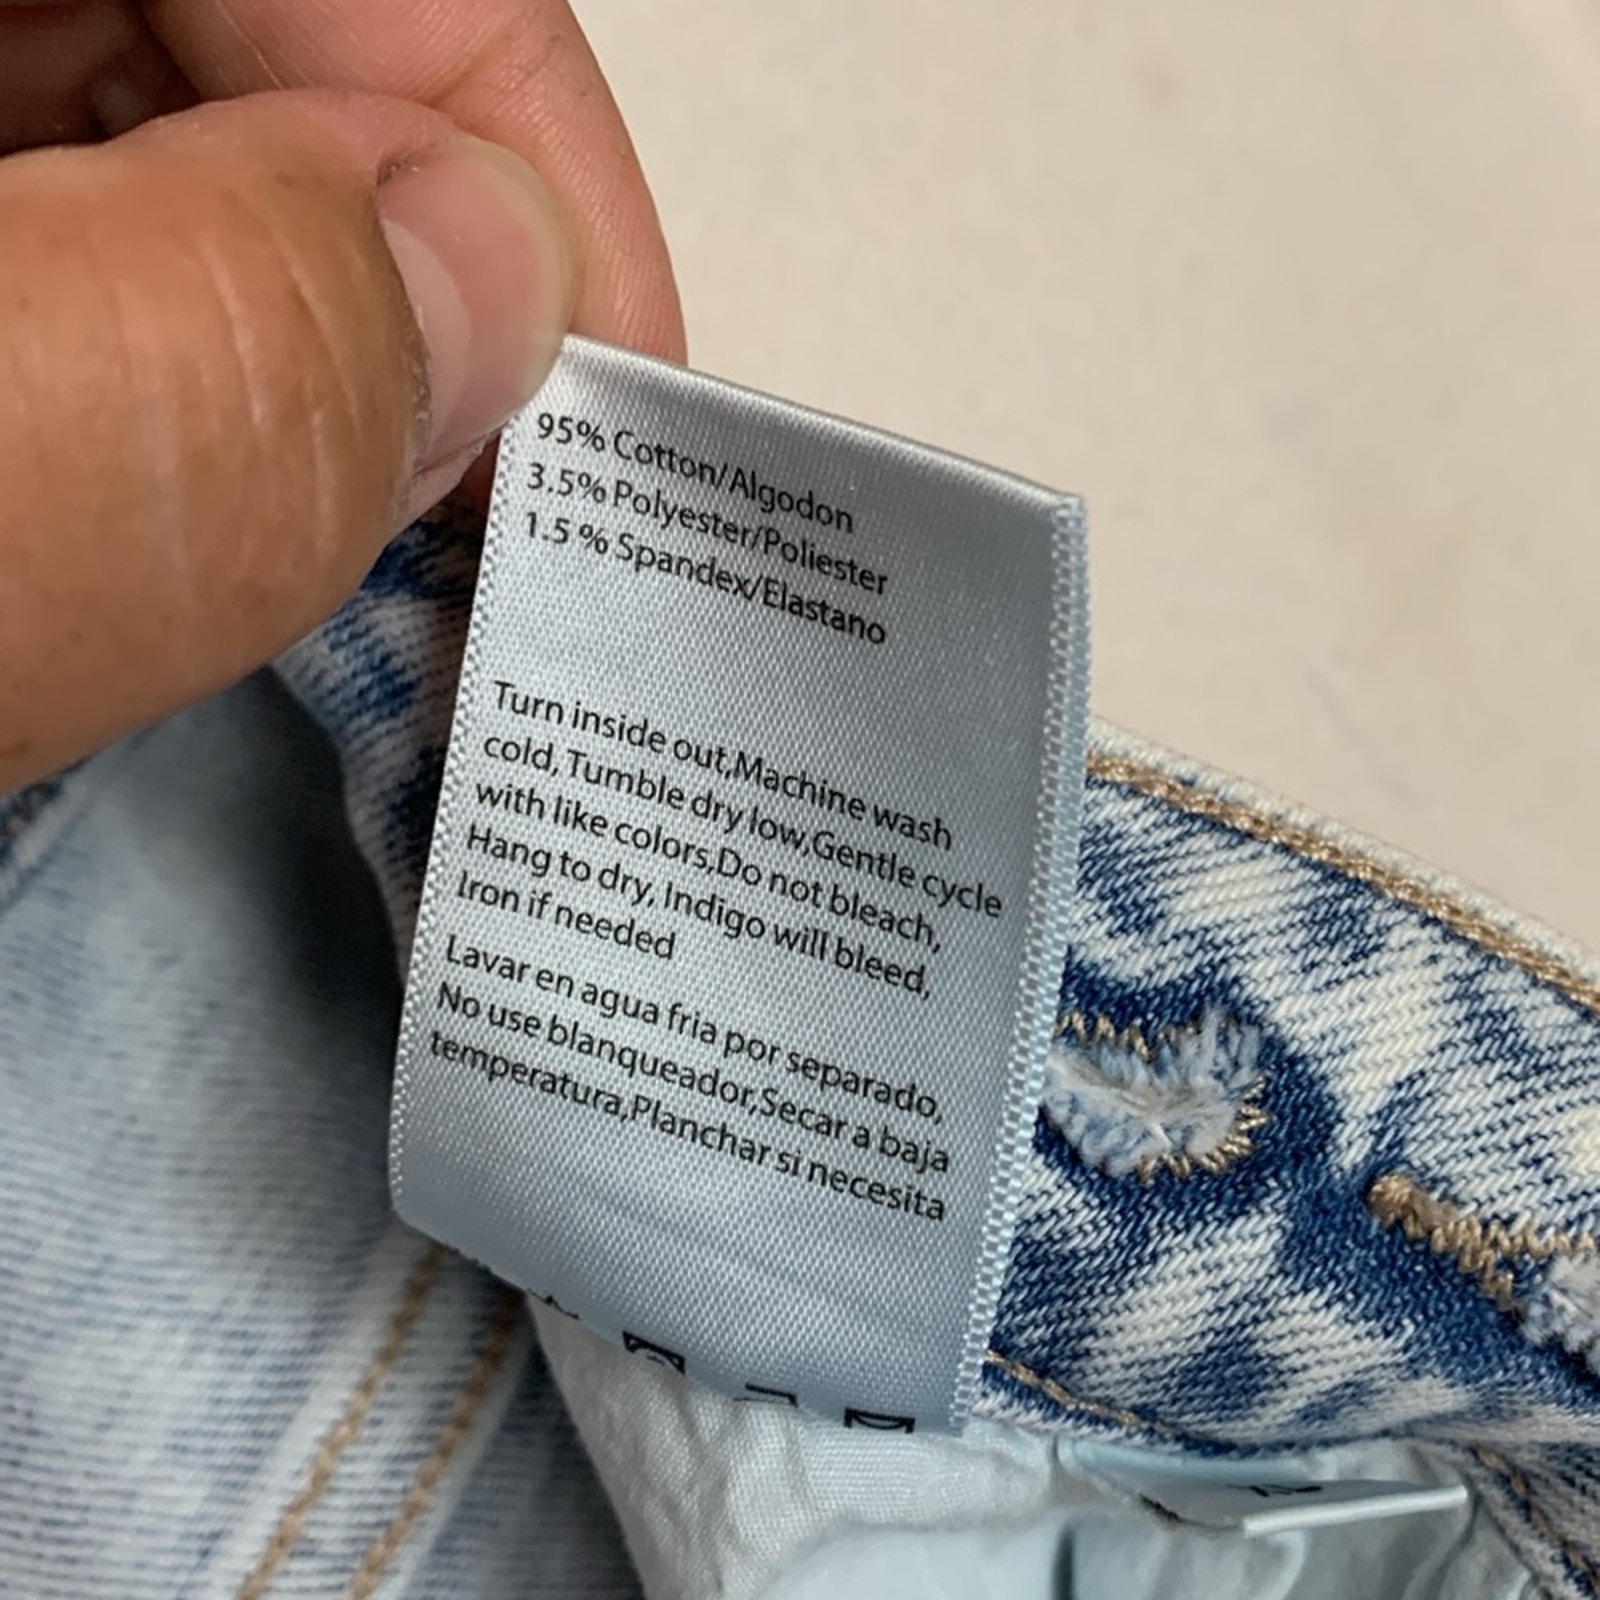 95% Cotton/Algodon
3.5% Polyester/Poliester
1.5 % Spandex/Elastano
Turn inside out,Machine wash
cold, Tumble dry low,Gentle cycle
with like colors,Do not bleach,
Hang to dry, Indigo will bleed,
Iron if needed
Lavar en agua fria por separado,
No use blanqueador,Secar a baja
temperatura,Planchar si necesita